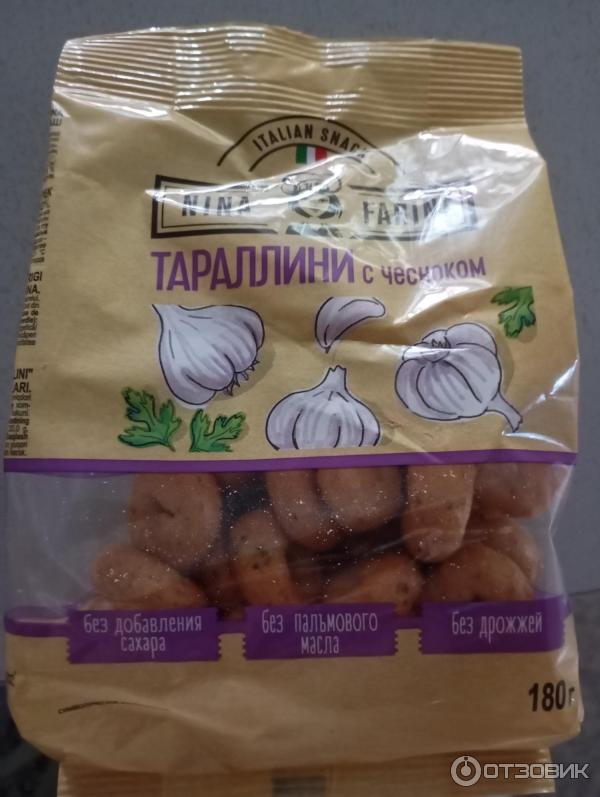 ITALIAN SNACK
NINA FARINA
ТАРАЛЛИНИ с чесноком
без добавления
сахара
без пальмового
масла
без дрожжей
180 г
ОТЗОВИК